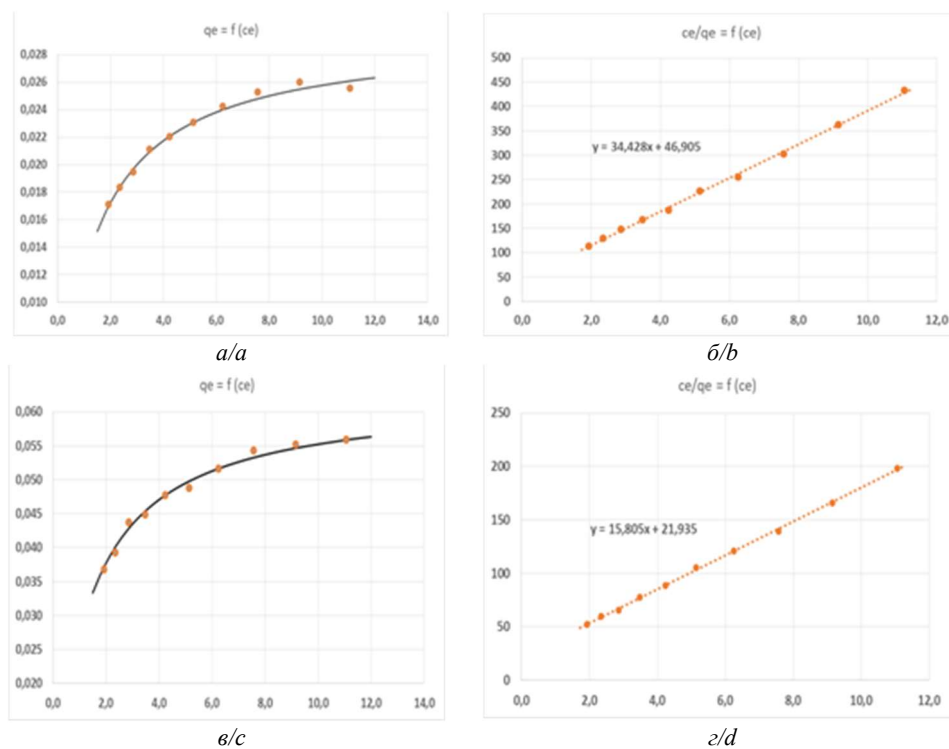 qe = f (ce)
0,028
0,026
0,024
0,022
0,020
0,018
0,016
0,014
0,012
0,010
0,0 2,0 4,0 6,0 8,0 10,0 12,0 14,0
а/a
ce/qe = f (ce)
500
450
400
350
300
250
200
150
100
50
0
y = 34,428x + 46,905
0,0 2,0 4,0 6,0 8,0 10,0 12,0
б/b
qe = f (ce)
0,060
0,055
0,050
0,045
0,040
0,035
0,030
0,025
0,020
0,0 2,0 4,0 6,0 8,0 10,0 12,0 14,0
в/c
ce/qe = f (ce)
250
200
150
100
50
0
y = 15,805x + 21,935
0,0 2,0 4,0 6,0 8,0 10,0 12,0
г/d